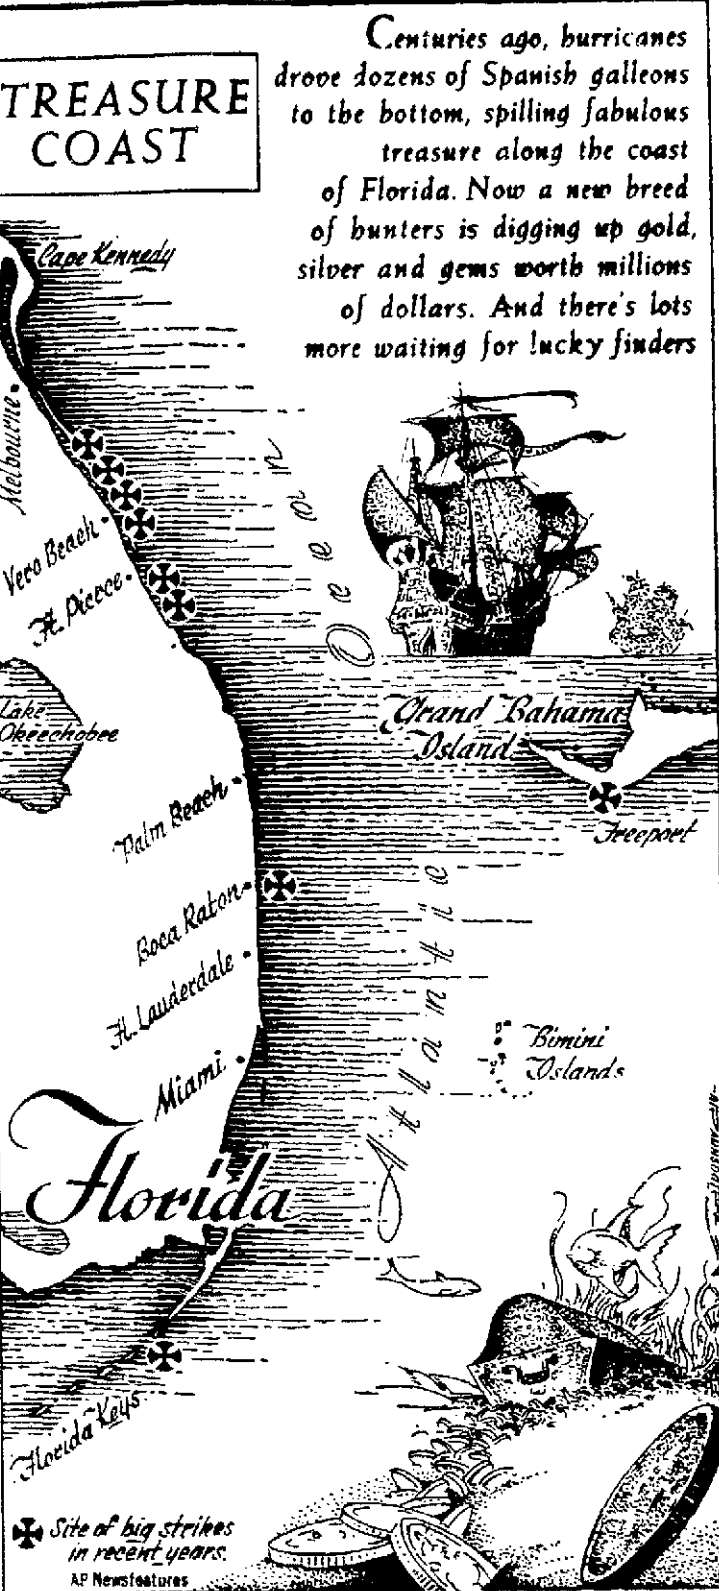 TREASURE
COAST
Centuries ago, hurricanes
drove dozens of Spanish galleons
to the bottom, spilling fabulous
treasure along the coast
of Florida. Now a new breed
of hunters is digging up gold,
silver and gems worth millions
of dollars. And there's lots
more waiting for lucky finders
Cape Kennedy
Melbourne
Vero Beach
Ft. Pierce
Lake
Okeechobee
Palm Beach
Boca Raton
Ft. Lauderdale
Miami
Florida
Florida Keys
Atlantic Ocean
Grand Bahama
Island
Freeport
Bimini
Islands
Site of big strikes
in recent years.
AP Newsfeatures